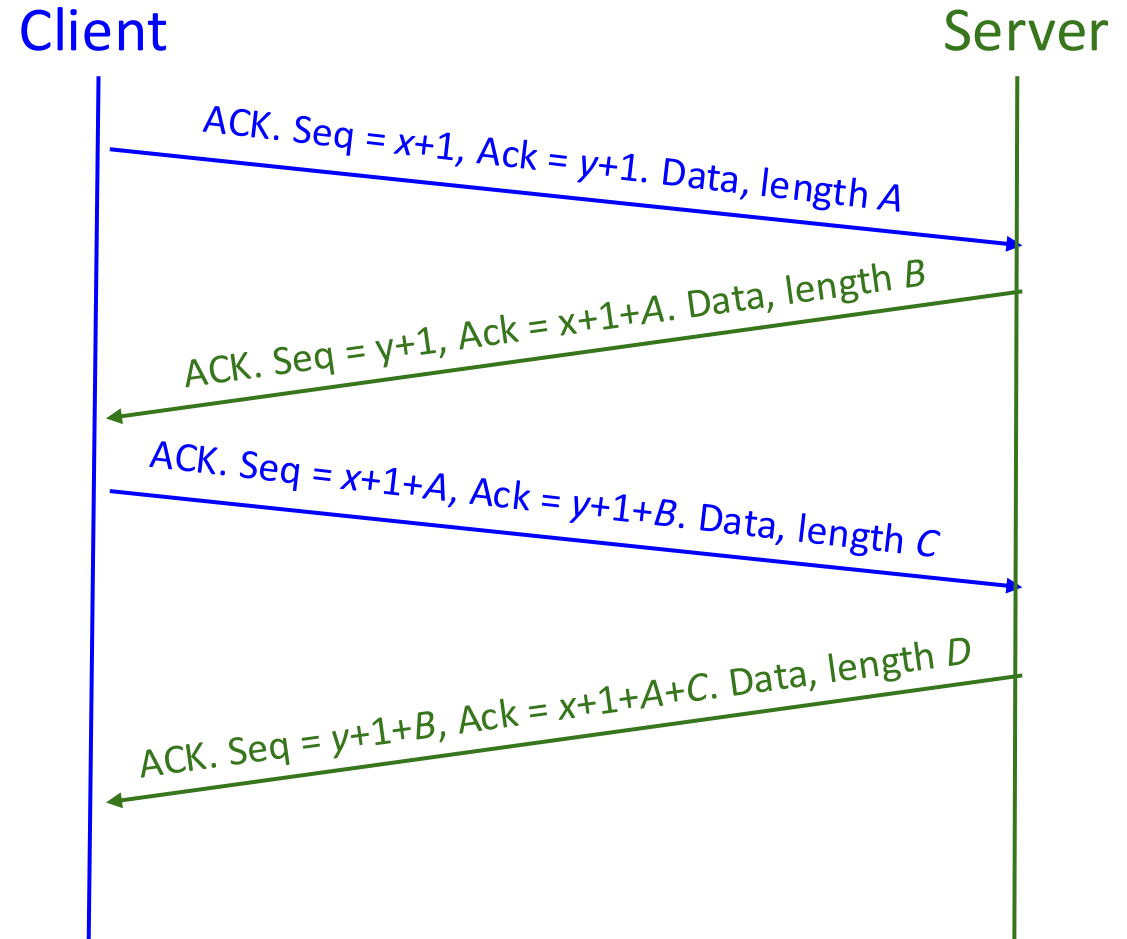 Client
Server
ACK. Seq = x+1, Ack = y+1. Data, length A
ACK. Seq = y+1, Ack = x+1+A. Data, length B
ACK. Seq = x+1+A, Ack = y+1+B. Data, length C
ACK. Seq = y+1+B, Ack = x+1+A+C. Data, length D